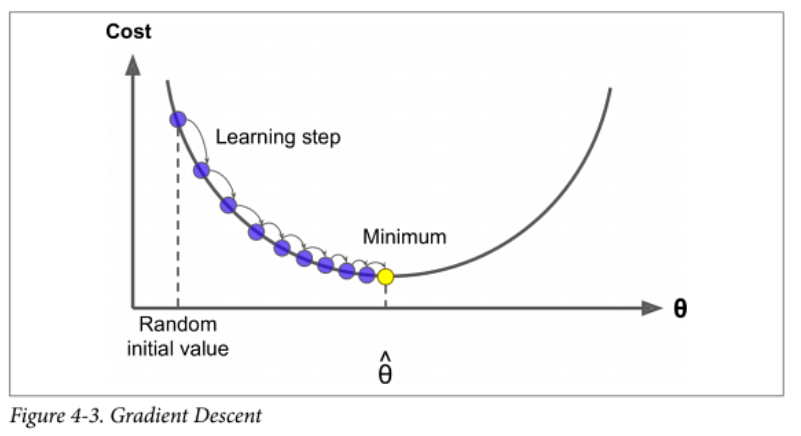 Cost
Learning step
Minimum
θ
Random
initial value
θ̂
Figure 4-3. Gradient Descent